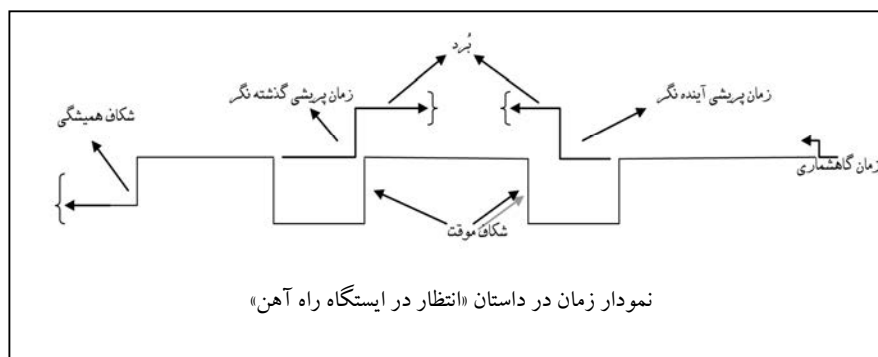 بُرد
زمان پریشی آینده نگر
زمان پریشی گذشته نگر
شکاف همیشگی
زمان گاهشماری
شکاف موقت
نمودار زمان در داستان «انتظار در ایستگاه راه آهن»